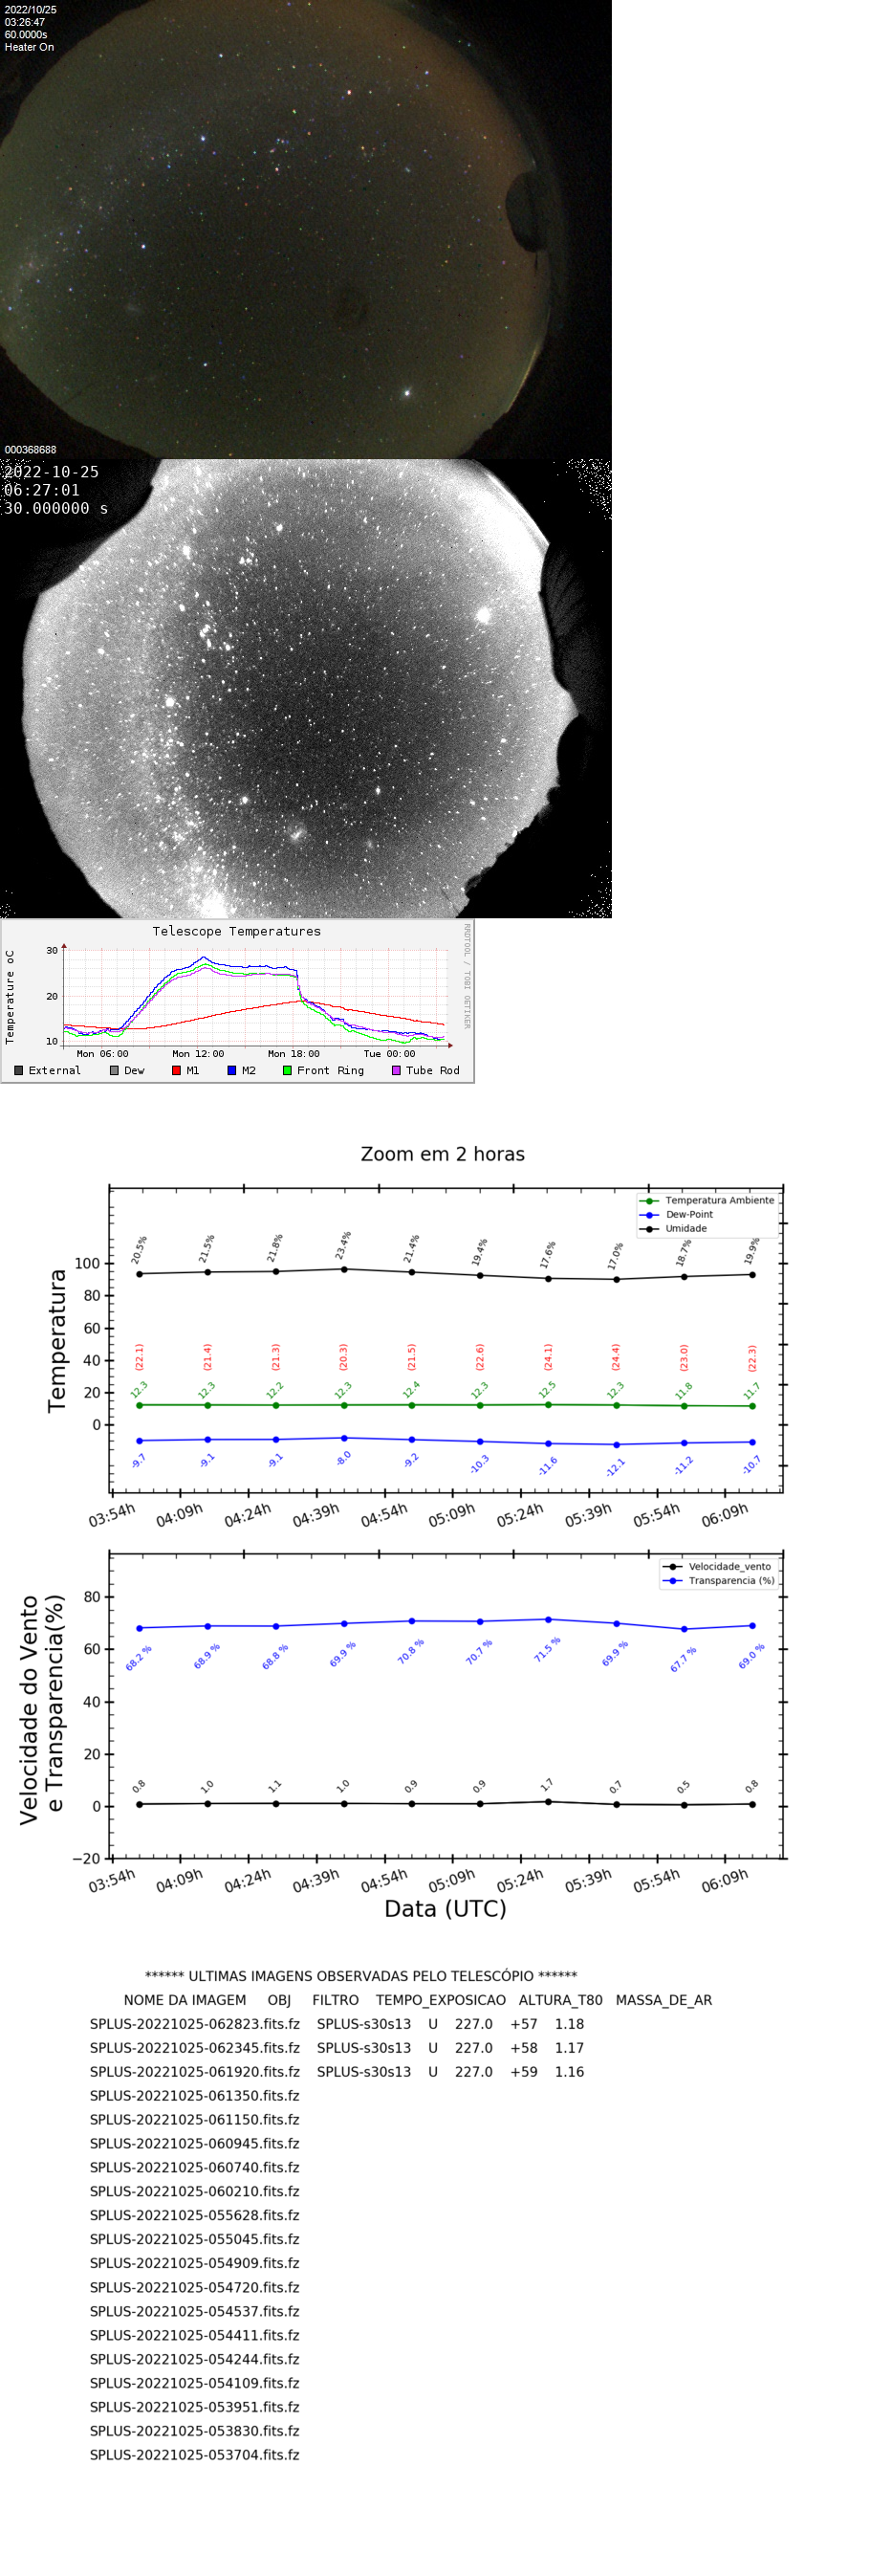 2022/10/25
03:26:47
60.0000s
Heater On
000368688
2022-10-25
06:27:01
30.000000 s
Telescope Temperatures
RRDTOOL / TOBI OETIKER
Temperature oC
30
20
10
Mon 06:00 Mon 12:00 Mon 18:00 Tue 00:00
External Dew M1 M2 Front Ring Tube Rod
Zoom em 2 horas
Temperatura Ambiente
Dew-Point
Umidade
Temperatura
100
80
60
40
20
0
20.5% 21.5% 21.8% 23.4% 21.4% 19.4% 17.6% 17.0% 18.7% 19.9%
(22.1) (21.4) (21.3) (20.3) (21.5) (22.6) (24.1) (24.4) (23.0) (22.3)
12.3 12.3 12.2 12.3 12.4 12.3 12.5 12.3 11.8 11.7
-9.7 -9.1 -9.1 -8.0 -9.2 -10.3 -11.6 -12.1 -11.2 -10.7
03:54h 04:09h 04:24h 04:39h 04:54h 05:09h 05:24h 05:39h 05:54h 06:09h
Velocidade_vento
Transparencia (%)
Velocidade do Vento
e Transparencia(%)
80
60
40
20
0
−20
68.2 % 68.9 % 68.8 % 69.9 % 70.8 % 70.7 % 71.5 % 69.9 % 67.7 % 69.0 %
0.8 1.0 1.1 1.0 0.9 0.9 1.7 0.7 0.5 0.8
03:54h 04:09h 04:24h 04:39h 04:54h 05:09h 05:24h 05:39h 05:54h 06:09h
Data (UTC)
****** ULTIMAS IMAGENS OBSERVADAS PELO TELESCÓPIO ******
NOME DA IMAGEM OBJ FILTRO TEMPO_EXPOSICAO ALTURA_T80 MASSA_DE_AR
SPLUS-20221025-062823.fits.fz SPLUS-s30s13 U 227.0 +57 1.18
SPLUS-20221025-062345.fits.fz SPLUS-s30s13 U 227.0 +58 1.17
SPLUS-20221025-061920.fits.fz SPLUS-s30s13 U 227.0 +59 1.16
SPLUS-20221025-061350.fits.fz
SPLUS-20221025-061150.fits.fz
SPLUS-20221025-060945.fits.fz
SPLUS-20221025-060740.fits.fz
SPLUS-20221025-060210.fits.fz
SPLUS-20221025-055628.fits.fz
SPLUS-20221025-055045.fits.fz
SPLUS-20221025-054909.fits.fz
SPLUS-20221025-054720.fits.fz
SPLUS-20221025-054537.fits.fz
SPLUS-20221025-054411.fits.fz
SPLUS-20221025-054244.fits.fz
SPLUS-20221025-054109.fits.fz
SPLUS-20221025-053951.fits.fz
SPLUS-20221025-053830.fits.fz
SPLUS-20221025-053704.fits.fz